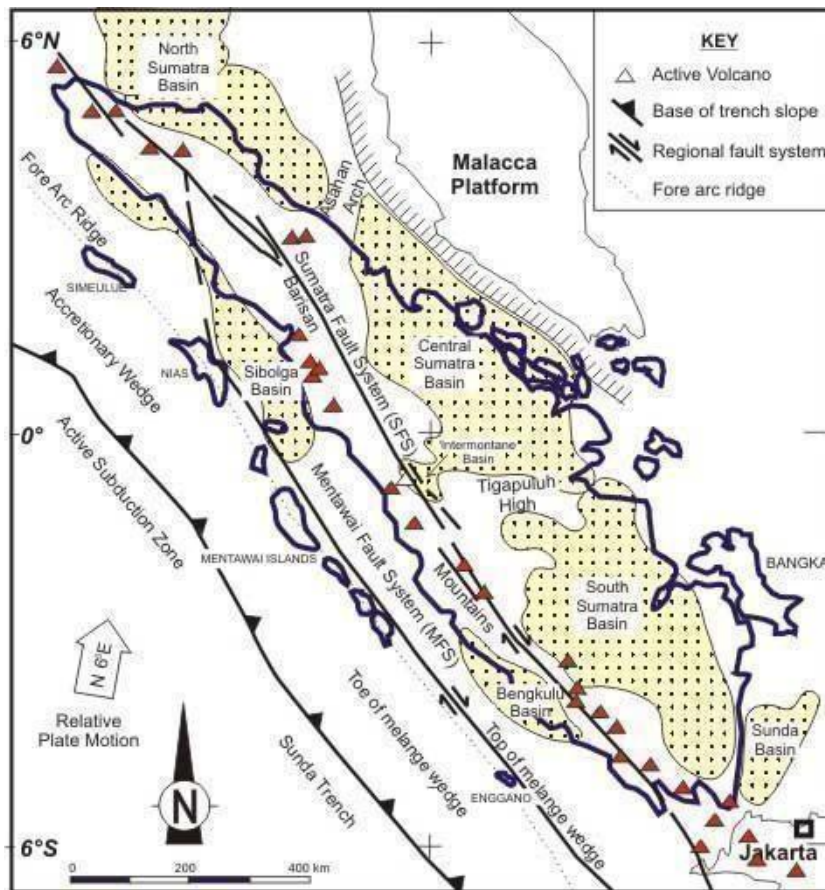 6°N
North
Sumatra
Basin
KEY
Active Volcano
Base of trench slope
Regional fault system
Fore arc ridge
Malacca
Platform
Asahan
Arch
Fore Arc Ridge
SIMEULUE
Accretionary Wedge
NIAS
Sibolga
Basin
Barisan
Sumatra Fault System (SFS)
Central
Sumatra
Basin
0°
Intermontane
Basin
Tigapuluh
High
Active Subduction Zone
MENTAWAI ISLANDS
Mentawai Fault System (MFS)
Mountains
BANGKA
South
Sumatra
Basin
N 6°E
Relative
Plate Motion
Bengkulu
Basin
Sunda
Basin
Toe of melange wedge
Top of melange wedge
Sunda Trench
ENGGANO
N
6°S
Jakarta
0 200 400 km